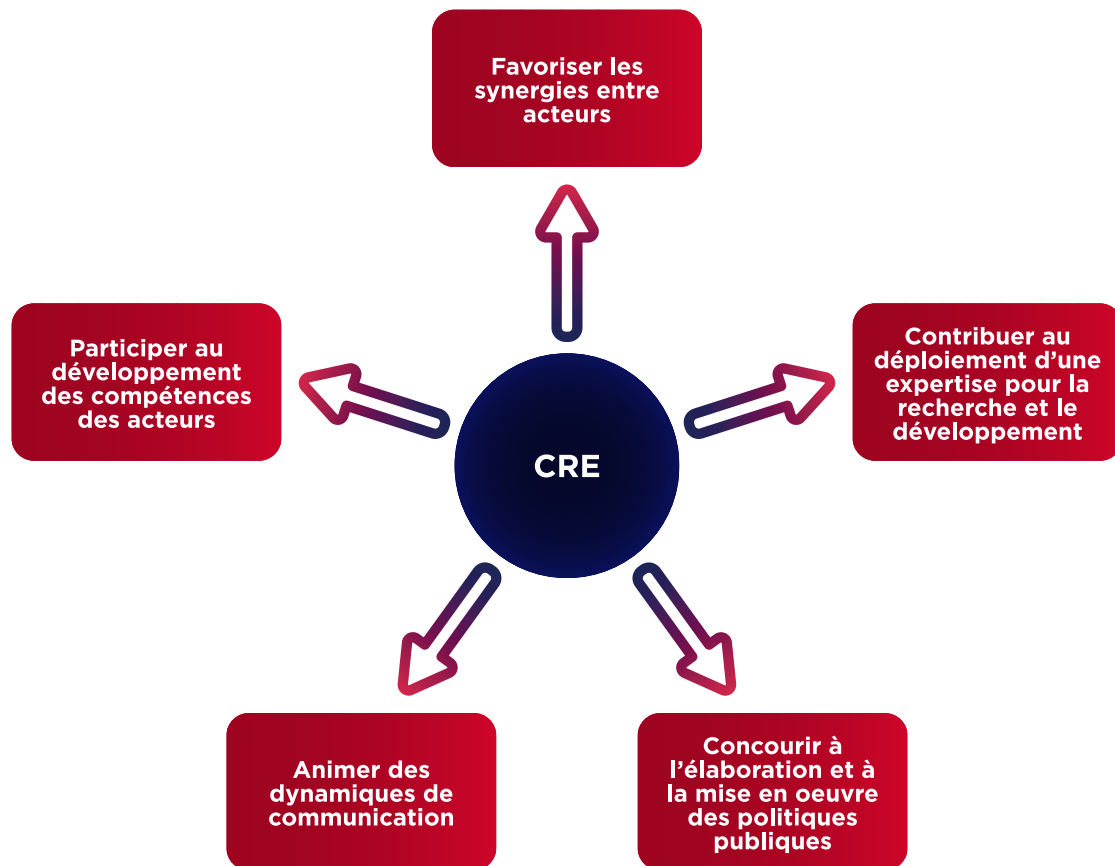 Favoriser les
synergies entre
acteurs
Participer au
développement
des compétences
des acteurs
Contribuer au
déploiement d’une
expertise pour la
recherche et le
développement
CRE
Animer des
dynamiques de
communication
Concourir à
l’élaboration et à
la mise en oeuvre
des politiques
publiques